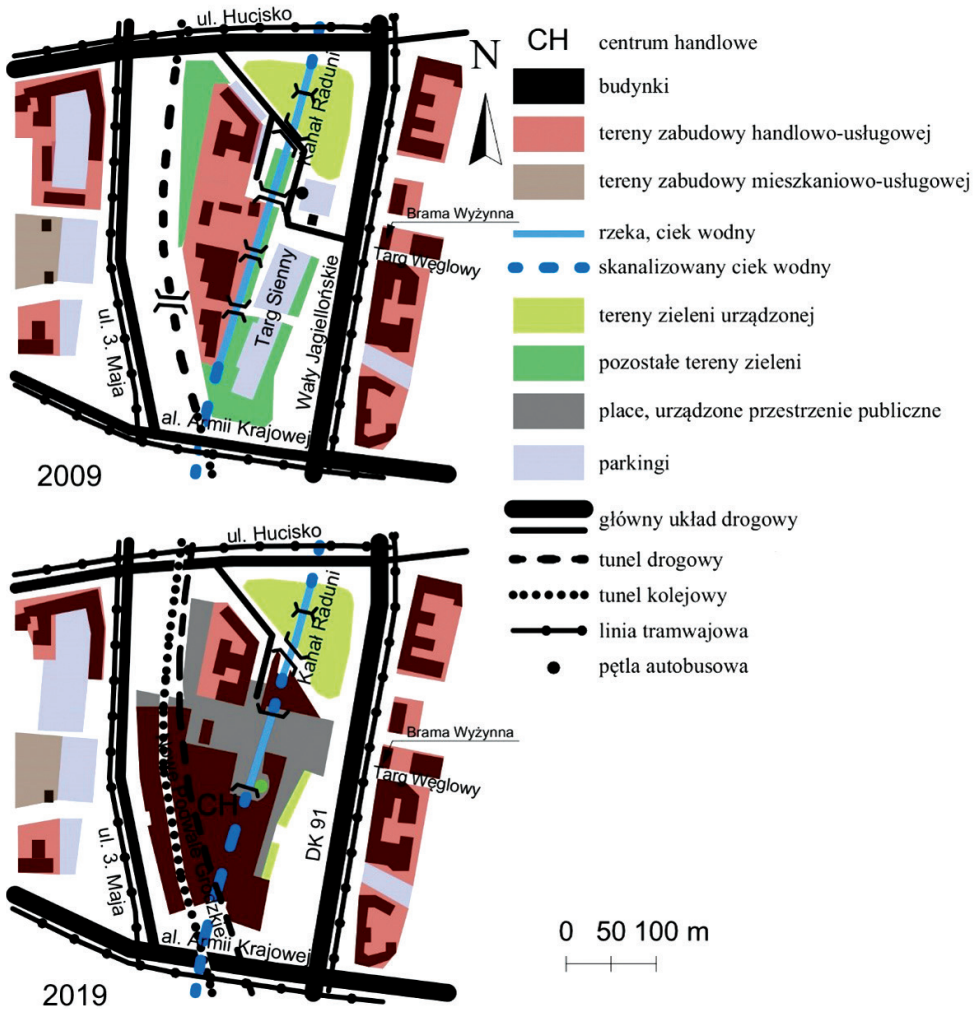 ul. Hucisko
Kanał Raduni
Brama Wyżynna
Targ Węglowy
Targ Sienny
Wały Jagiellońskie
ul. 3. Maja
al. Armii Krajowej
2009
ul. Hucisko
Kanał Raduni
Brama Wyżynna
Targ Węglowy
CH
DK 91
ul. 3. Maja
al. Armii Krajowej
2019
N
CH centrum handlowe
budynki
tereny zabudowy handlowo-usługowej
tereny zabudowy mieszkaniowo-usługowej
rzeka, ciek wodny
skanalizowany ciek wodny
tereny zieleni urządzonej
pozostałe tereny zieleni
place, urządzone przestrzenie publiczne
parkingi
główny układ drogowy
tunel drogowy
tunel kolejowy
linia tramwajowa
pętla autobusowa
0 50 100 m